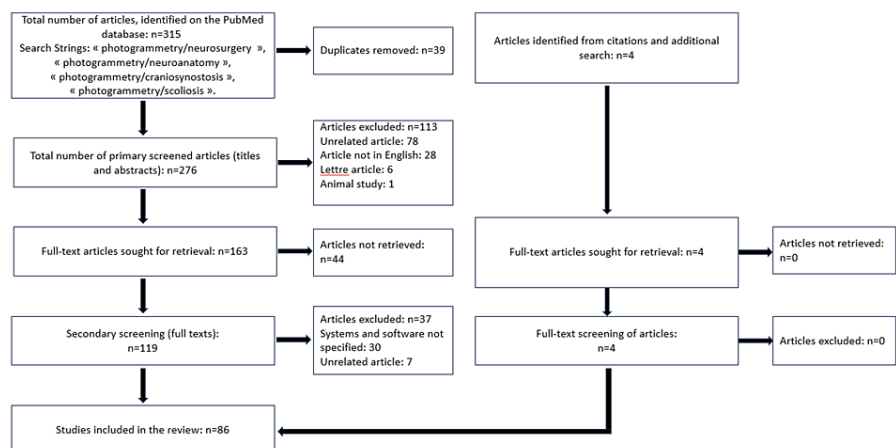 Total number of articles, identified on the PubMed
database: n=315
Search Strings: « photogrammetry/neurosurgery »,
« photogrammetry/neuroanatomy »,
« photogrammetry/craniosynostosis »,
« photogrammetry/scoliosis ».
Duplicates removed: n=39
Articles identified from citations and additional
search: n=4
Total number of primary screened articles (titles
and abstracts): n=276
Articles excluded: n=113
Unrelated article: 78
Article not in English: 28
Lettre article: 6
Animal study: 1
Full-text articles sought for retrieval: n=163
Articles not retrieved:
n=44
Full-text articles sought for retrieval: n=4
Articles not retrieved:
n=0
Secondary screening (full texts):
n=119
Articles excluded: n=37
Systems and software not
specified: 30
Unrelated article: 7
Full-text screening of articles:
n=4
Articles excluded: n=0
Studies included in the review: n=86